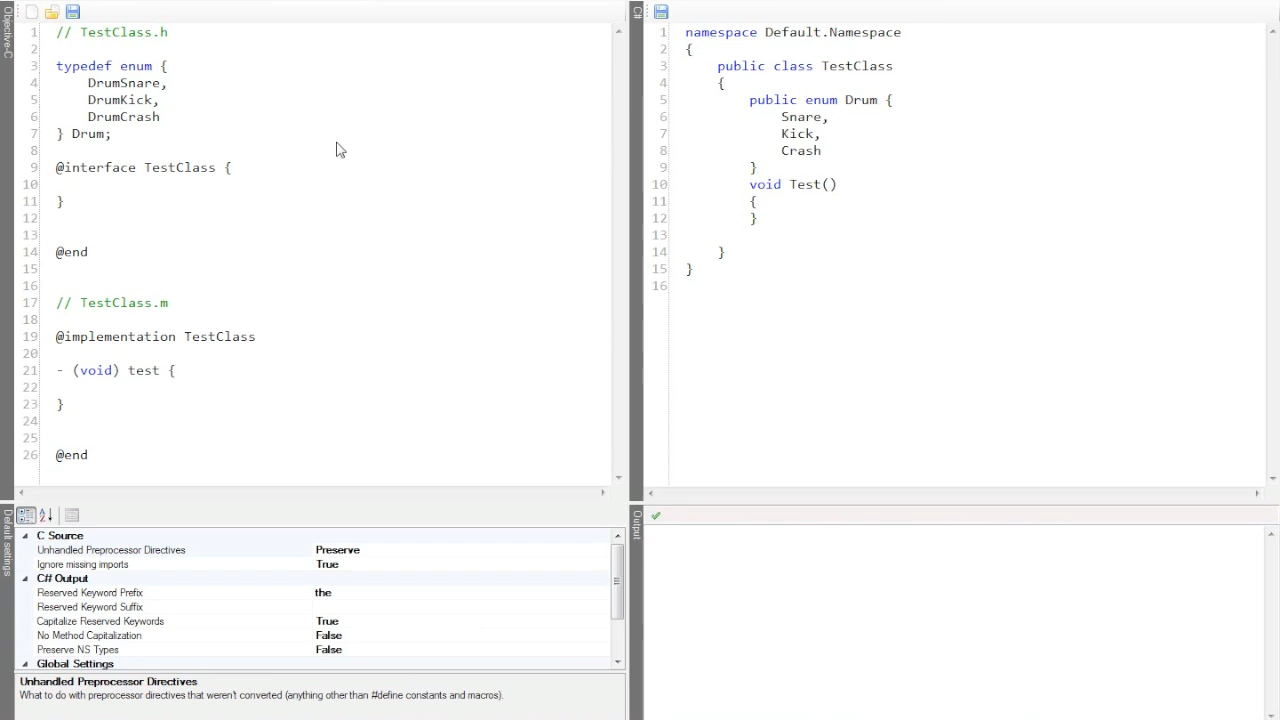 Objective-C
1 // TestClass.h
2
3 typedef enum {
4 DrumSnare,
5 DrumKick,
6 DrumCrash
7 } Drum;
8
9 @interface TestClass {
10
11 }
12
13
14 @end
15
16
17 // TestClass.m
18
19 @implementation TestClass
20
21 - (void) test {
22
23 }
24
25
26 @end
C#
1 namespace Default.Namespace
2 {
3 public class TestClass
4 {
5 public enum Drum {
6 Snare,
7 Kick,
8 Crash
9 }
10 void Test()
11 {
12 }
13
14 }
15 }
16
Default settings
C Source
Unhandled Preprocessor Directives Preserve
Ignore missing imports True
C# Output
Reserved Keyword Prefix the
Reserved Keyword Suffix
Capitalize Reserved Keywords True
No Method Capitalization False
Preserve NS Types False
Global Settings
Unhandled Preprocessor Directives
What to do with preprocessor directives that weren't converted (anything other than #define constants and macros).
Output